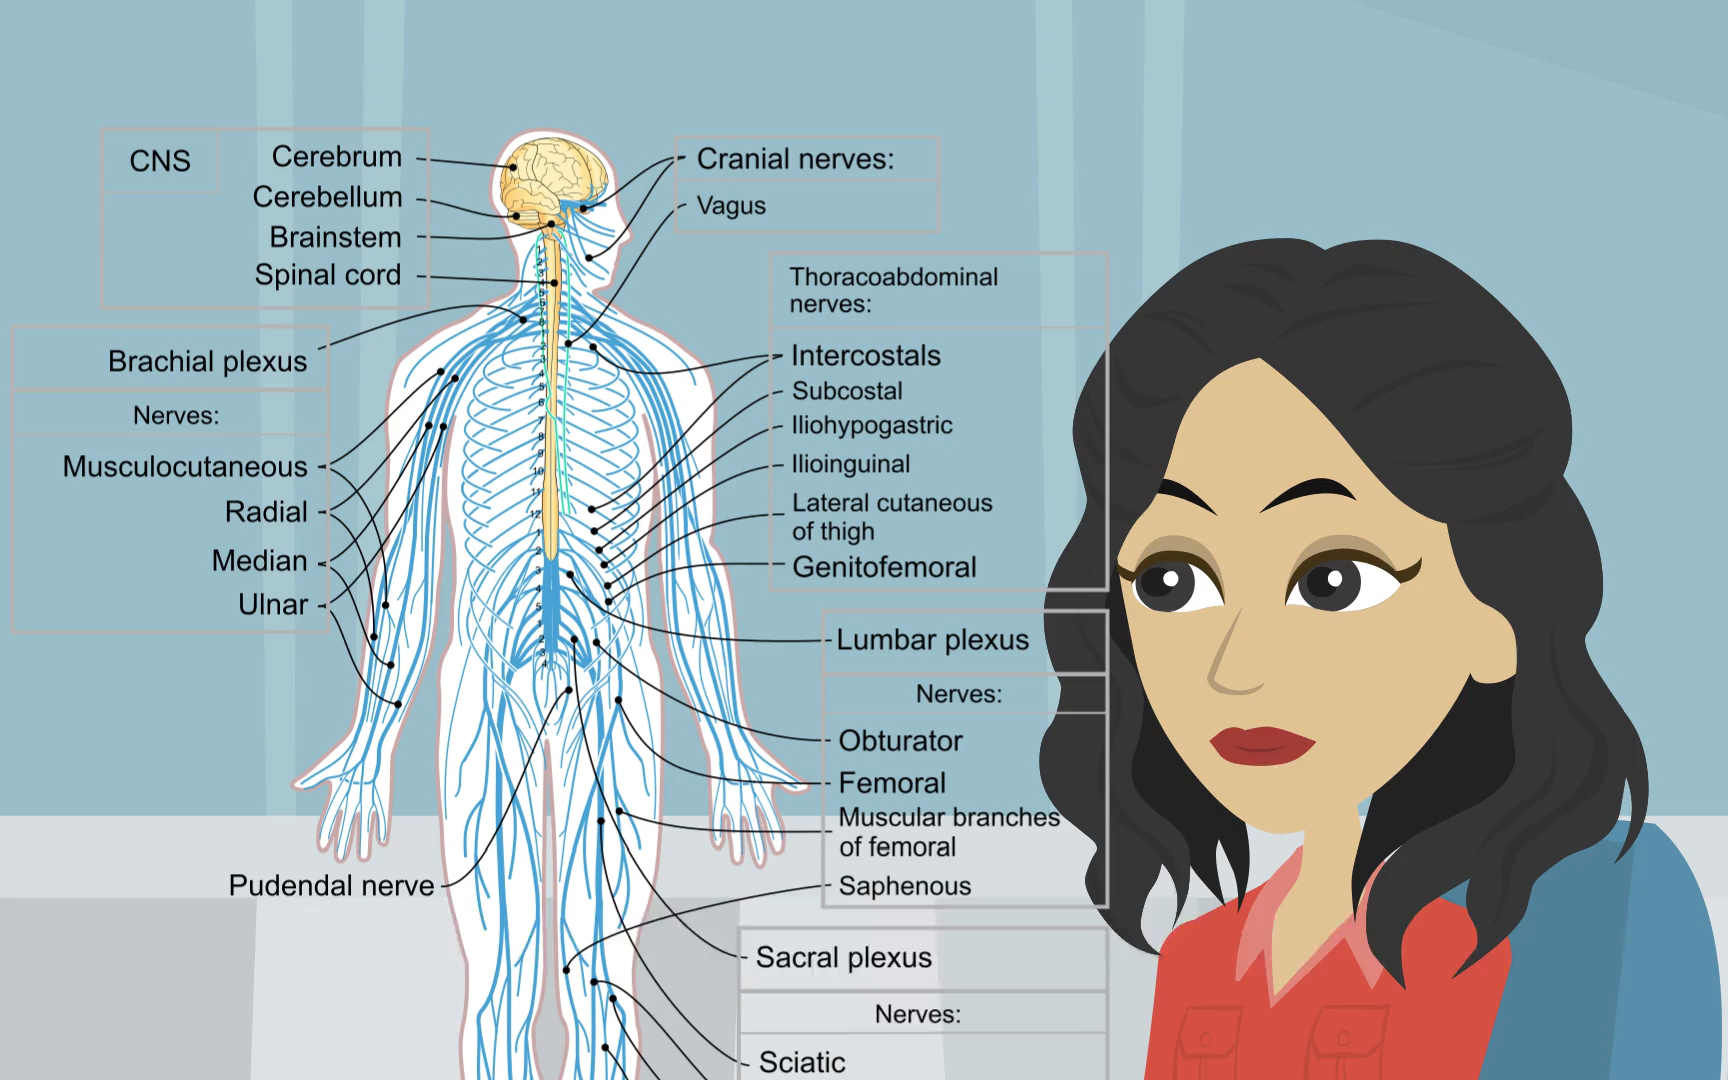 CNS
Cerebrum
Cerebellum
Brainstem
Spinal cord
Brachial plexus
Nerves:
Musculocutaneous
Radial
Median
Ulnar
Pudendal nerve
Cranial nerves:
Vagus
Thoracoabdominal
nerves:
Intercostals
Subcostal
Iliohypogastric
Ilioinguinal
Lateral cutaneous
of thigh
Genitofemoral
Lumbar plexus
Nerves:
Obturator
Femoral
Muscular branches
of femoral
Saphenous
Sacral plexus
Nerves:
Sciatic